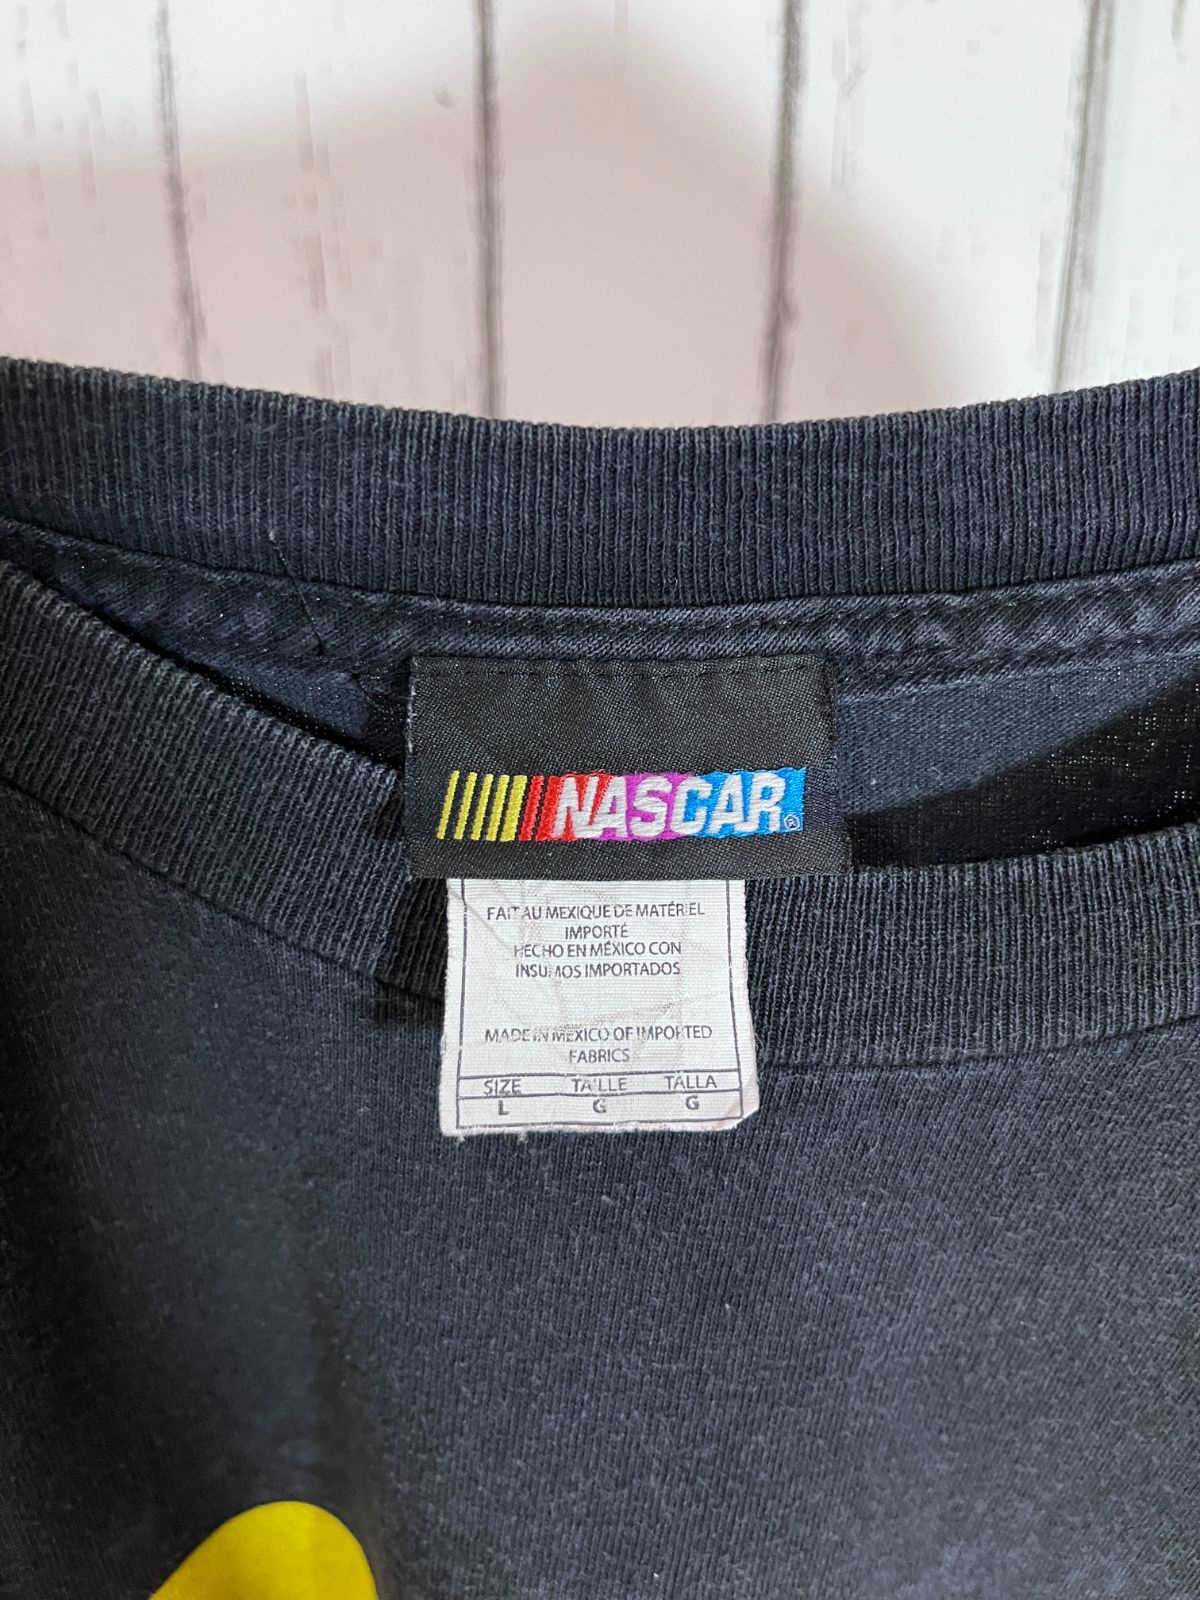 NASCAR®
FAIT AU MEXIQUE DE MATÉRIEL
IMPORTÉ
HECHO EN MÉXICO CON
INSUMOS IMPORTADOS
MADE IN MEXICO OF IMPORTED
FABRICS
SIZE TAILLE TALLA
L G G